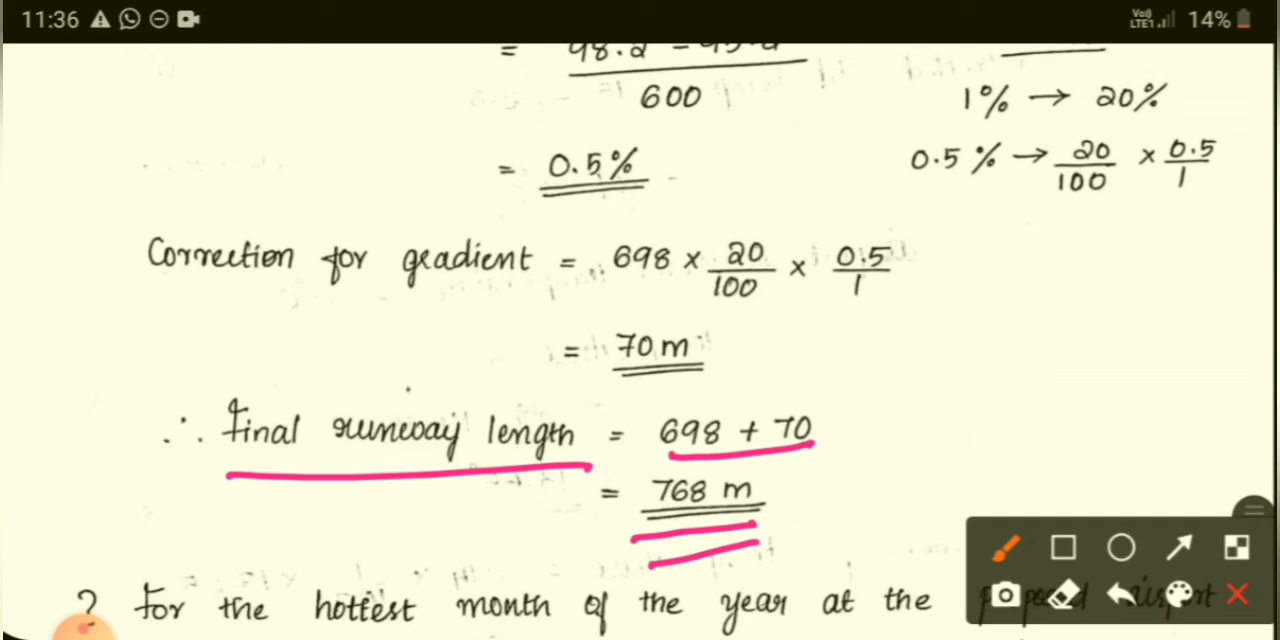 11:36 Vo)) LTE1 14%
=
600
1% → 20%
= 0.5%
0.5% → 20/100 × 0.5/1
Correction for gradient = 698 × 20/100 × 0.5/1
= 70 m
∴ Final runway length = 698 + 70
= 768 m
? For the hottest month of the year at the